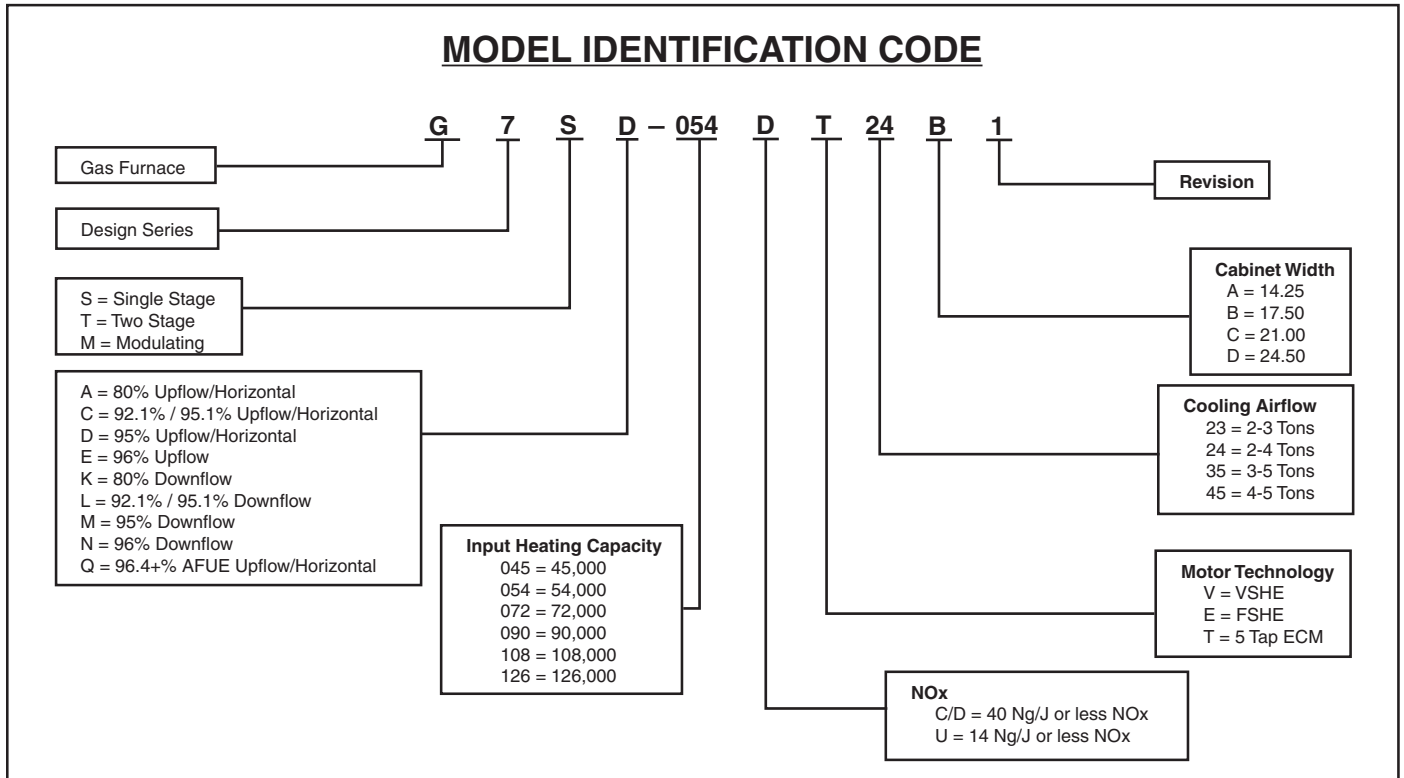 MODEL IDENTIFICATION CODE
G 7 S D – 054 D T 24 B 1
Gas Furnace
Design Series
S = Single Stage
T = Two Stage
M = Modulating
A = 80% Upflow/Horizontal
C = 92.1% / 95.1% Upflow/Horizontal
D = 95% Upflow/Horizontal
E = 96% Upflow
K = 80% Downflow
L = 92.1% / 95.1% Downflow
M = 95% Downflow
N = 96% Downflow
Q = 96.4+% AFUE Upflow/Horizontal
Input Heating Capacity
045 = 45,000
054 = 54,000
072 = 72,000
090 = 90,000
108 = 108,000
126 = 126,000
Revision
Cabinet Width
A = 14.25
B = 17.50
C = 21.00
D = 24.50
Cooling Airflow
23 = 2-3 Tons
24 = 2-4 Tons
35 = 3-5 Tons
45 = 4-5 Tons
Motor Technology
V = VSHE
E = FSHE
T = 5 Tap ECM
NOx
C/D = 40 Ng/J or less NOx
U = 14 Ng/J or less NOx